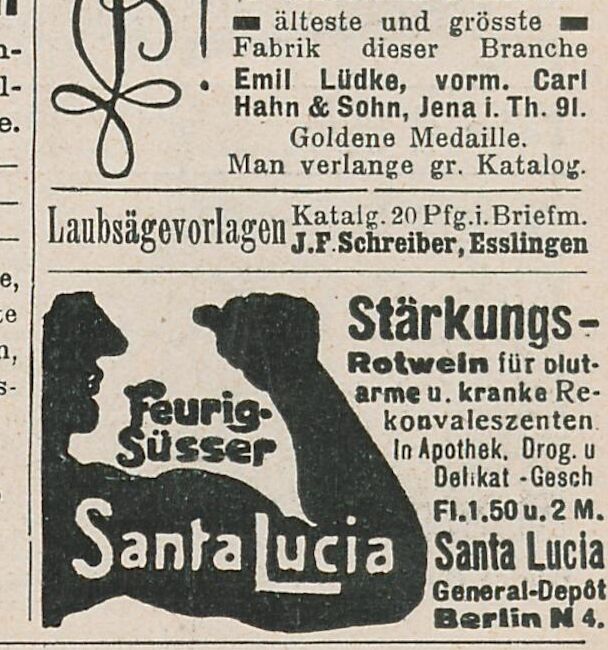 älteste und grösste
Fabrik dieser Branche
Emil Lüdke, vorm. Carl
Hahn & Sohn, Jena i. Th. 91.
Goldene Medaille.
Man verlange gr. Katalog.
Laubsägevorlagen
Katalg. 20 Pfg. i. Briefm.
J. F. Schreiber, Esslingen
Feurig-
Süsser
Santa Lucia
Stärkungs-
Rotwein für blut-
arme u. kranke Re-
konvaleszenten.
In Apothek. Drog. u
Delikat.-Gesch
Fl. 1.50 u. 2 M.
Santa Lucia
General-Depôt
Berlin N 4.